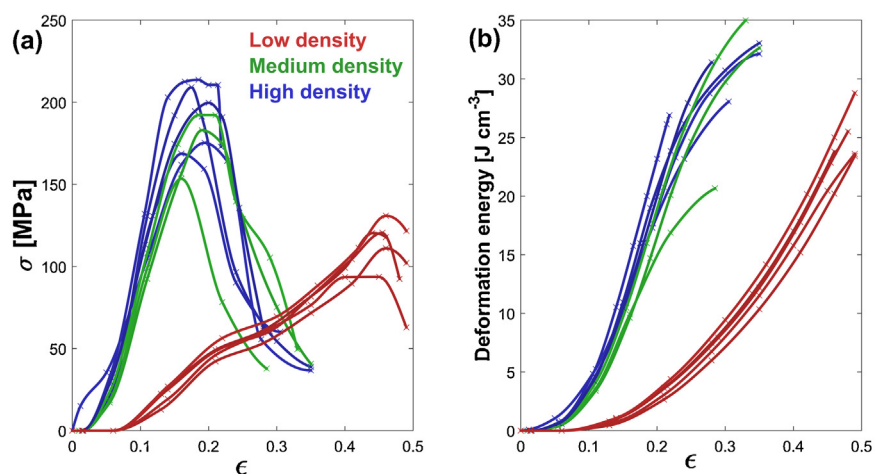 (a)
Low density
Medium density
High density
σ [MPa]
250
200
150
100
50
0
0 0.1 0.2 0.3 0.4 0.5
ϵ
(b)
Deformation energy [J cm⁻³]
35
30
25
20
15
10
5
0
0 0.1 0.2 0.3 0.4 0.5
ϵ